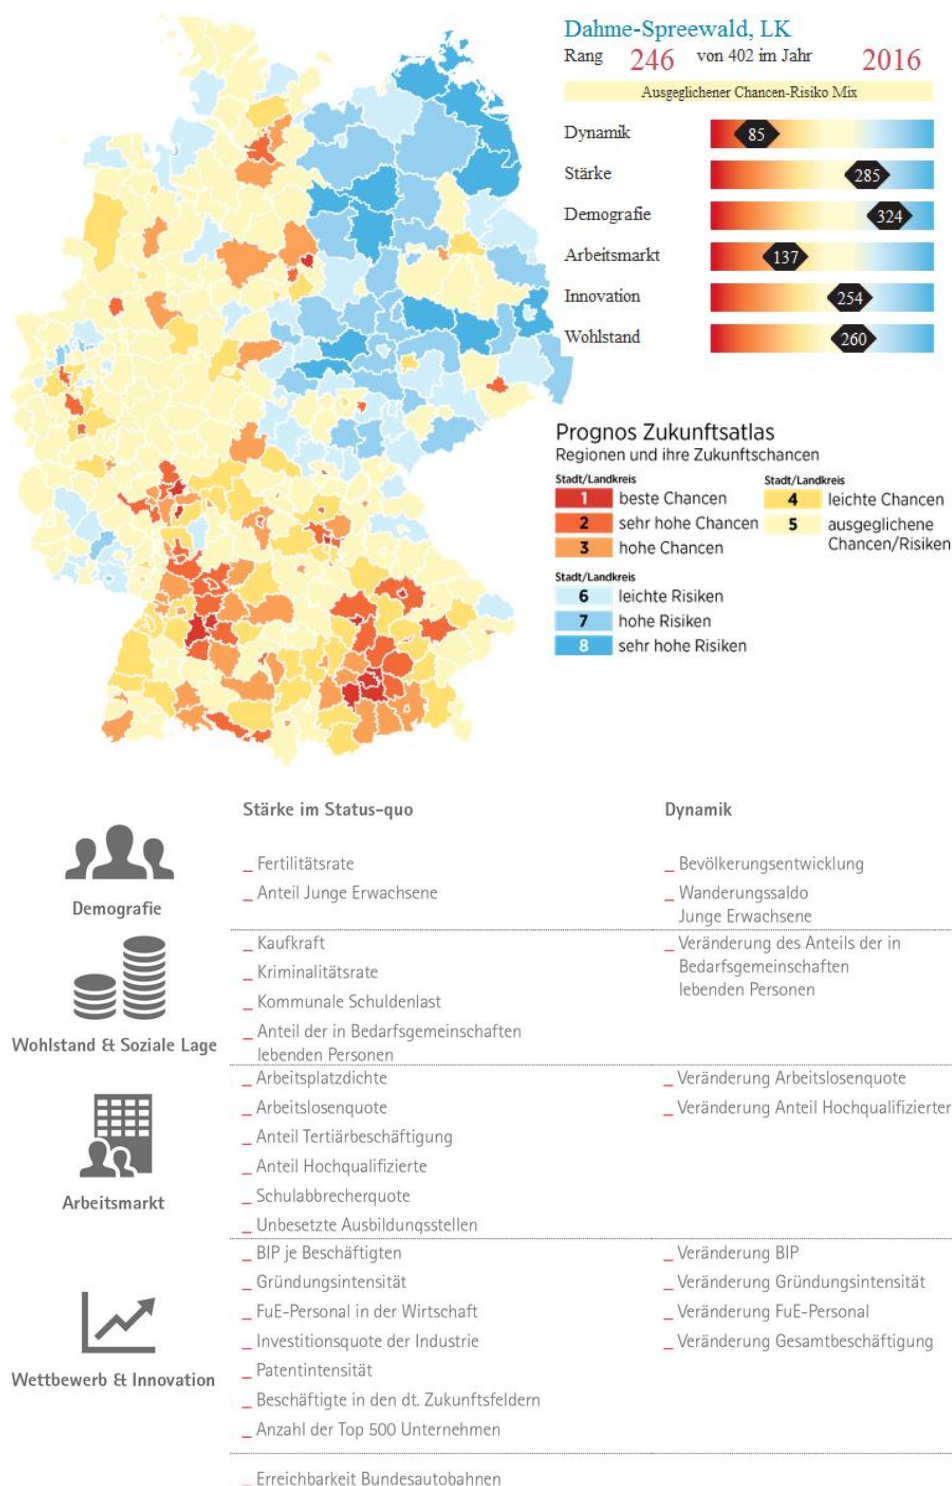 Dahme-Spreewald, LK
Rang 246 von 402 im Jahr 2016
Ausgeglichener Chancen-Risiko Mix
Dynamik 85
Stärke 285
Demografie 324
Arbeitsmarkt 137
Innovation 254
Wohlstand 260
Prognos Zukunftsatlas
Regionen und ihre Zukunftschancen
Stadt/Landkreis
1 beste Chancen
2 sehr hohe Chancen
3 hohe Chancen
Stadt/Landkreis
4 leichte Chancen
5 ausgeglichene
Chancen/Risiken
Stadt/Landkreis
6 leichte Risiken
7 hohe Risiken
8 sehr hohe Risiken
Stärke im Status-quo
Dynamik
Demografie
_ Fertilitätsrate
_ Anteil Junge Erwachsene
_ Bevölkerungsentwicklung
_ Wanderungssaldo
Junge Erwachsene
Wohlstand & Soziale Lage
_ Kaufkraft
_ Kriminalitätsrate
_ Kommunale Schuldenlast
_ Anteil der in Bedarfsgemeinschaften
lebenden Personen
_ Veränderung des Anteils der in
Bedarfsgemeinschaften
lebenden Personen
Arbeitsmarkt
_ Arbeitsplatzdichte
_ Arbeitslosenquote
_ Anteil Tertiärbeschäftigung
_ Anteil Hochqualifizierte
_ Schulabbrecherquote
_ Unbesetzte Ausbildungsstellen
_ Veränderung Arbeitslosenquote
_ Veränderung Anteil Hochqualifizierter
Wettbewerb & Innovation
_ BIP je Beschäftigten
_ Gründungsintensität
_ FuE-Personal in der Wirtschaft
_ Investitionsquote der Industrie
_ Patentintensität
_ Beschäftigte in den dt. Zukunftsfeldern
_ Anzahl der Top 500 Unternehmen
_ Veränderung BIP
_ Veränderung Gründungsintensität
_ Veränderung FuE-Personal
_ Veränderung Gesamtbeschäftigung
_ Erreichbarkeit Bundesautobahnen